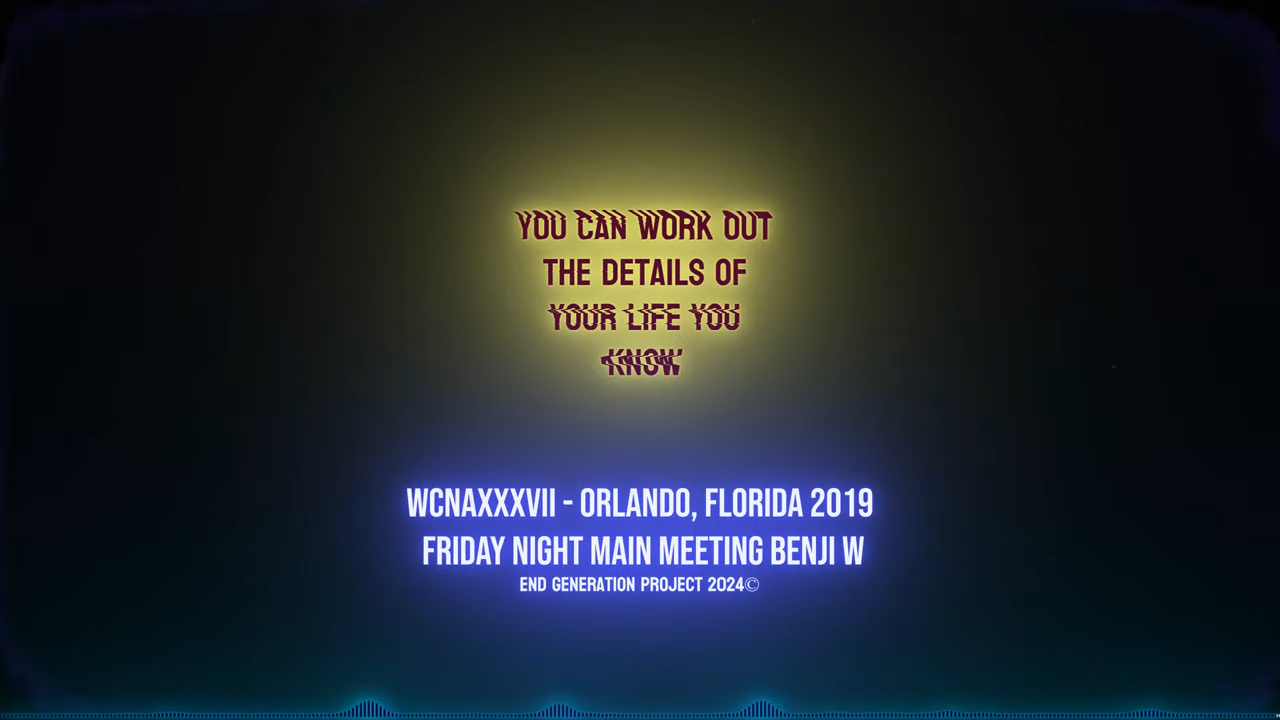 YOU CAN WORK OUT
THE DETAILS OF
YOUR LIFE YOU
KNOW
WCNAXXXVII - ORLANDO, FLORIDA 2019
FRIDAY NIGHT MAIN MEETING BENJI W
END GENERATION PROJECT 2024©